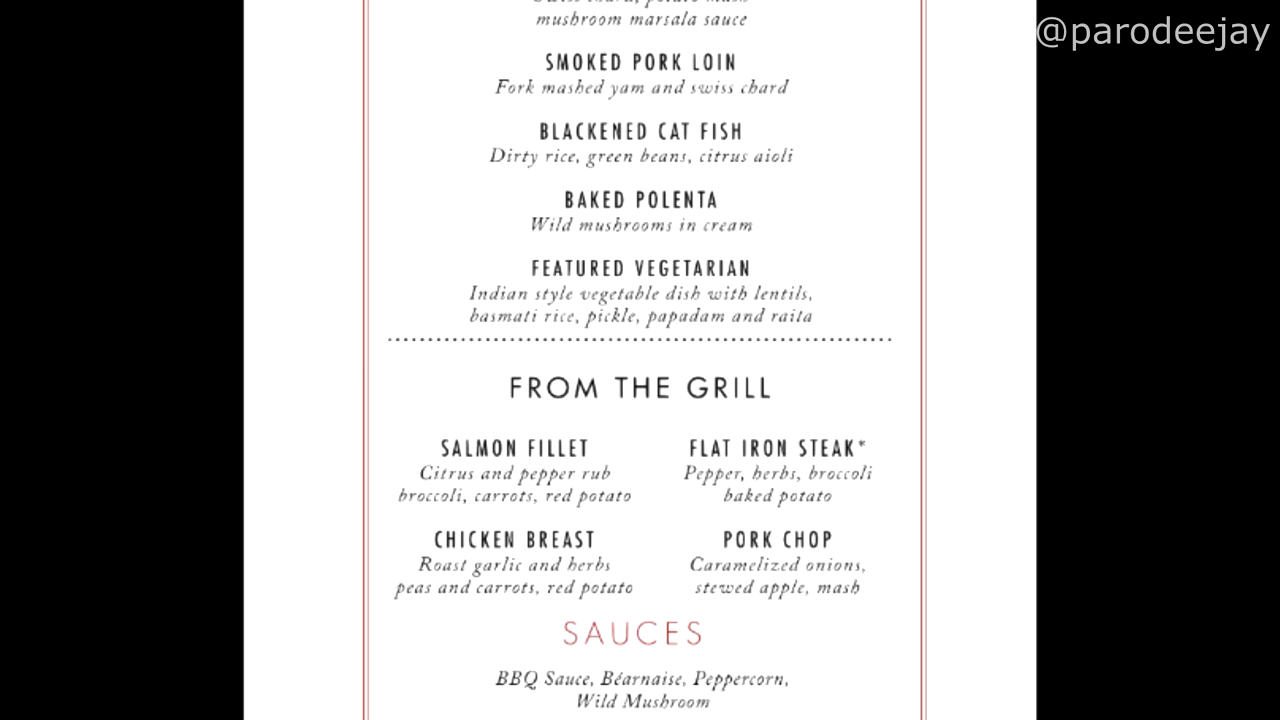 @parodeejay
mushroom marsala sauce
SMOKED PORK LOIN
Fork mashed yam and swiss chard
BLACKENED CAT FISH
Dirty rice, green beans, citrus aioli
BAKED POLENTA
Wild mushrooms in cream
FEATURED VEGETARIAN
Indian style vegetable dish with lentils,
basmati rice, pickle, papadam and raita
FROM THE GRILL
SALMON FILLET
Citrus and pepper rub
broccoli, carrots, red potato
FLAT IRON STEAK*
Pepper, herbs, broccoli
baked potato
CHICKEN BREAST
Roast garlic and herbs
peas and carrots, red potato
PORK CHOP
Caramelized onions,
stewed apple, mash
SAUCES
BBQ Sauce, Béarnaise, Peppercorn,
Wild Mushroom